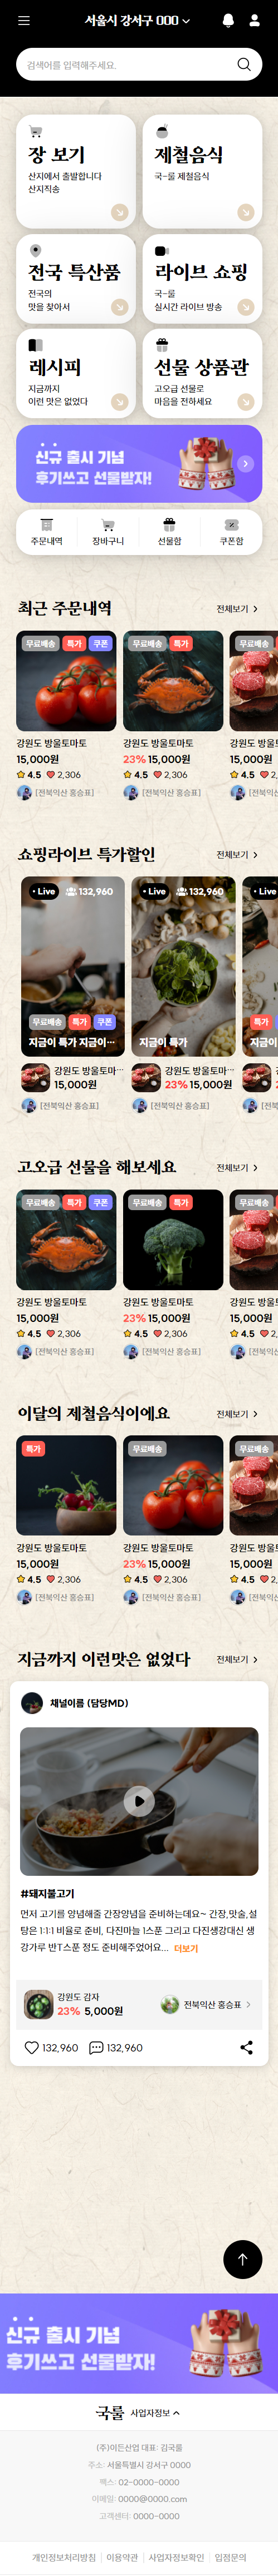 서울시 강서구 OOO
검색어를 입력해주세요.
장 보기
산지에서 출발합니다
산지직송
제철음식
국-룰 제철음식
전국 특산품
전국의
맛을 찾아서
라이브 쇼핑
국-룰
실시간 라이브 방송
레시피
지금까지
이런 맛은 없었다
선물 상품관
고오급 선물로
마음을 전하세요
신규 출시 기념
후기쓰고 선물받자!
주문내역
장바구니
선물함
쿠폰함
최근 주문내역
전체보기
무료배송 특가 쿠폰
무료배송 특가
무료배송
강원도 방울토마토
15,000원
4.5 2,306
[전북익산 홍승표]
강원도 방울토마토
23% 15,000원
4.5 2,306
[전북익산 홍승표]
강원도
15,000원
4.5
[전북익
쇼핑라이브 특가할인
전체보기
• Live 132,960
무료배송 특가 쿠폰
지금이 특가 지금이…
• Live 132,960
지금이 특가
• Live
특가
지금이
강원도 방울토마…
15,000원
[전북익산 홍승표]
강원도 방울토마…
23% 15,000원
[전북익산 홍승표]
[전
고오급 선물을 해보세요
전체보기
무료배송 특가 쿠폰
무료배송 특가
무료배송
강원도 방울토마토
15,000원
4.5 2,306
[전북익산 홍승표]
강원도 방울토마토
23% 15,000원
4.5 2,306
[전북익산 홍승표]
강원도
15,000원
4.5
[전북익
이달의 제철음식이에요
전체보기
특가
무료배송
무료배송
강원도 방울토마토
15,000원
4.5 2,306
[전북익산 홍승표]
강원도 방울토마토
23% 15,000원
4.5 2,306
[전북익산 홍승표]
강원도
15,000원
4.5
[전북익
지금까지 이런맛은 없었다
전체보기
채널이름 (담당MD)
#돼지불고기
먼저 고기를 양념해줄 간장양념을 준비하는데요~ 간장,맛술,설
탕은 1:1:1 비율로 준비, 다진마늘 1스푼 그리고 다진생강대신 생
강가루 반T스푼 정도 준비해주었어요... 더보기
강원도 감자
23% 5,000원
전북익산 홍승표
132,960
132,960
신규 출시 기념
후기쓰고 선물받자!
국룰 사업자정보
(주)이든산업 대표: 김국룰
주소: 서울특별시 강서구 0000
팩스: 02-0000-0000
이메일: 0000@0000.com
고객센터: 0000-0000
개인정보처리방침 이용약관 사업자정보확인 입점문의